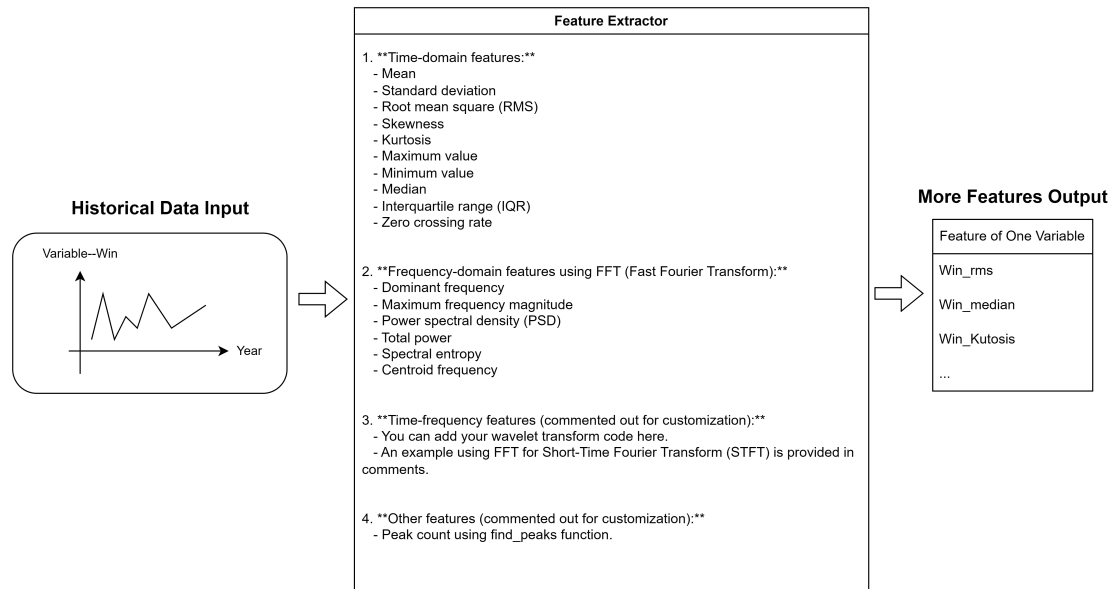 Historical Data Input
Variable--Win
Year
Feature Extractor
1. **Time-domain features:**
- Mean
- Standard deviation
- Root mean square (RMS)
- Skewness
- Kurtosis
- Maximum value
- Minimum value
- Median
- Interquartile range (IQR)
- Zero crossing rate
2. **Frequency-domain features using FFT (Fast Fourier Transform):**
- Dominant frequency
- Maximum frequency magnitude
- Power spectral density (PSD)
- Total power
- Spectral entropy
- Centroid frequency
3. **Time-frequency features (commented out for customization):**
- You can add your wavelet transform code here.
- An example using FFT for Short-Time Fourier Transform (STFT) is provided in
comments.
4. **Other features (commented out for customization):**
- Peak count using find_peaks function.
More Features Output
Feature of One Variable
Win_rms
Win_median
Win_Kutosis
...